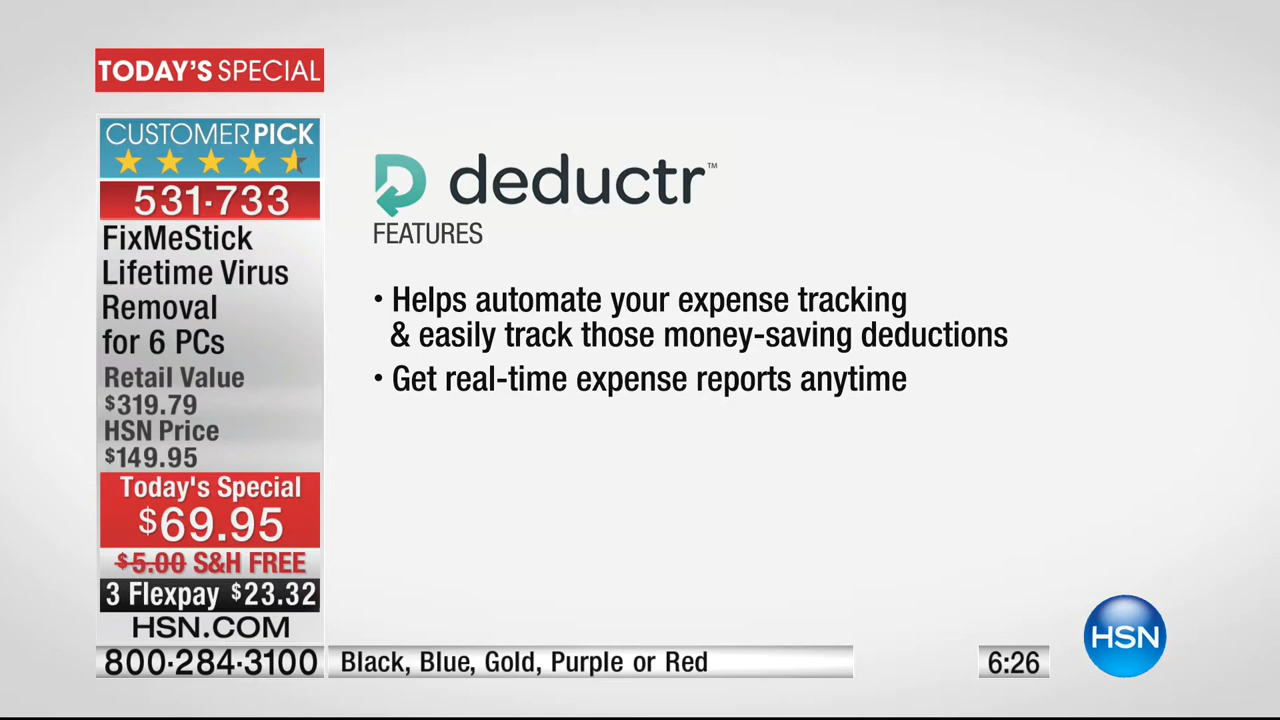 TODAY'S SPECIAL
CUSTOMER PICK
531·733
FixMeStick
Lifetime Virus
Removal
for 6 PCs
Retail Value
$319.79
HSN Price
$149.95
Today's Special
$69.95
$5.00 S&H FREE
3 Flexpay $23.32
HSN.COM
800·284·3100
deductr™
FEATURES
• Helps automate your expense tracking
& easily track those money-saving deductions
• Get real-time expense reports anytime
Black, Blue, Gold, Purple or Red
6:26
HSN